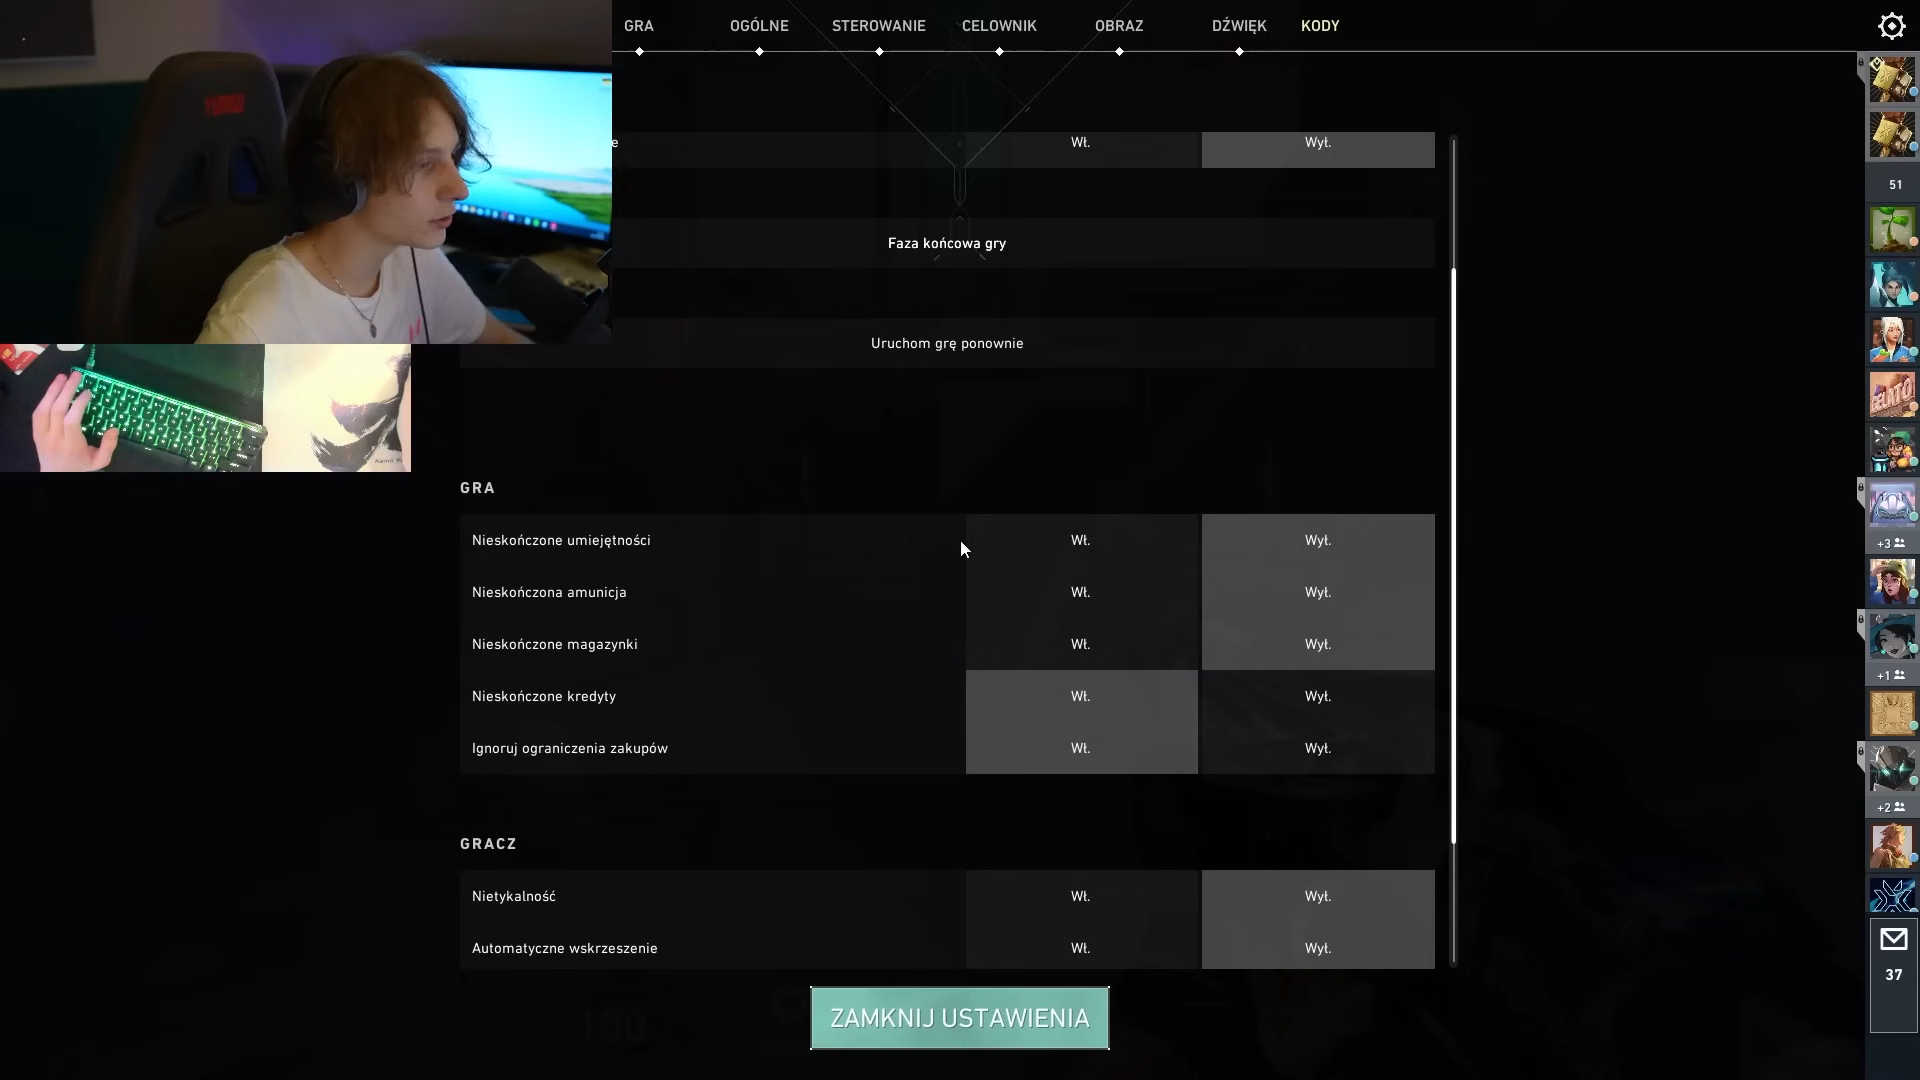 GRA OGÓLNE STEROWANIE CELOWNIK OBRAZ DŹWIĘK KODY
e Wł. Wył.
51
Faza końcowa gry
Uruchom grę ponownie
GRA
Nieskończone umiejętności Wł. Wył.
+3
Nieskończona amunicja Wł. Wył.
Nieskończone magazynki Wł. Wył.
+1
Nieskończone kredyty Wł. Wył.
Ignoruj ograniczenia zakupów Wł. Wył.
+2
GRACZ
Nietykalność Wł. Wył.
Automatyczne wskrzeszenie Wł. Wył.
37
ZAMKNIJ USTAWIENIA
100
GELATO